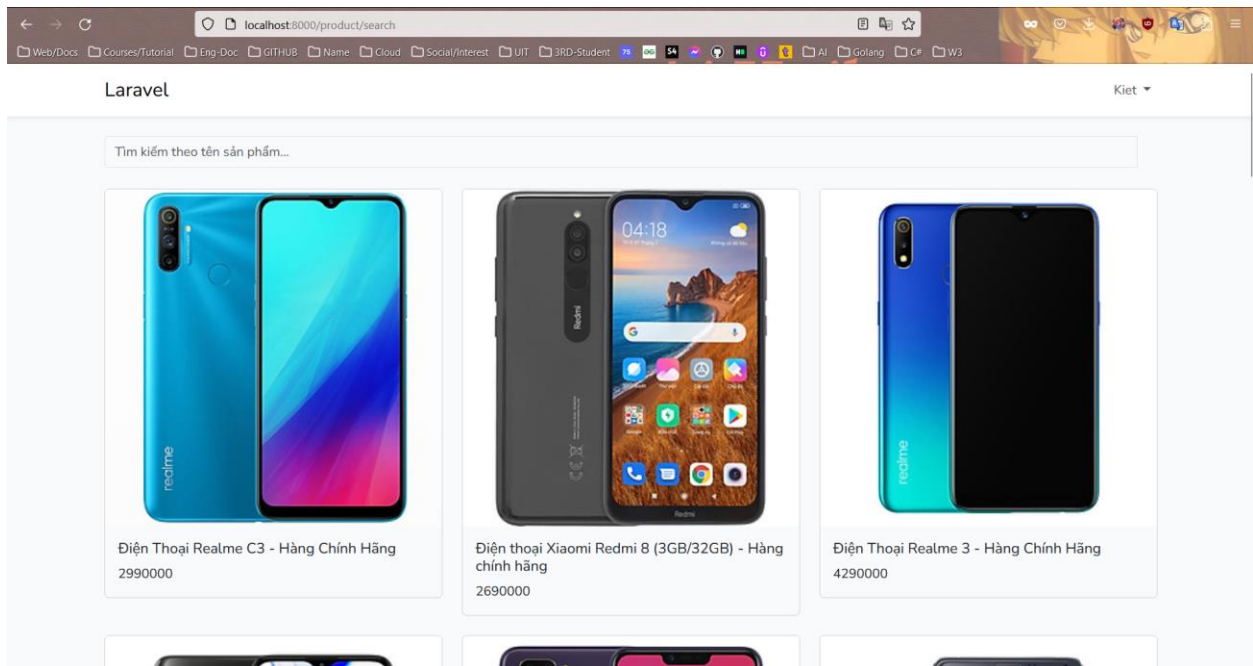 localhost:8000/product/search
Web/Docs Courses/Tutorial Eng-Doc GITHUB Name Cloud Social/Interest UIT 3RD-Student AI Golang C# W3
Laravel
Kiet
Tìm kiếm theo tên sản phẩm...
realme
Redmi
04:18
Redmi
realme
Điện Thoại Realme C3 - Hàng Chính Hãng
2990000
Điện thoại Xiaomi Redmi 8 (3GB/32GB) - Hàng
chính hãng
2690000
Điện Thoại Realme 3 - Hàng Chính Hãng
4290000